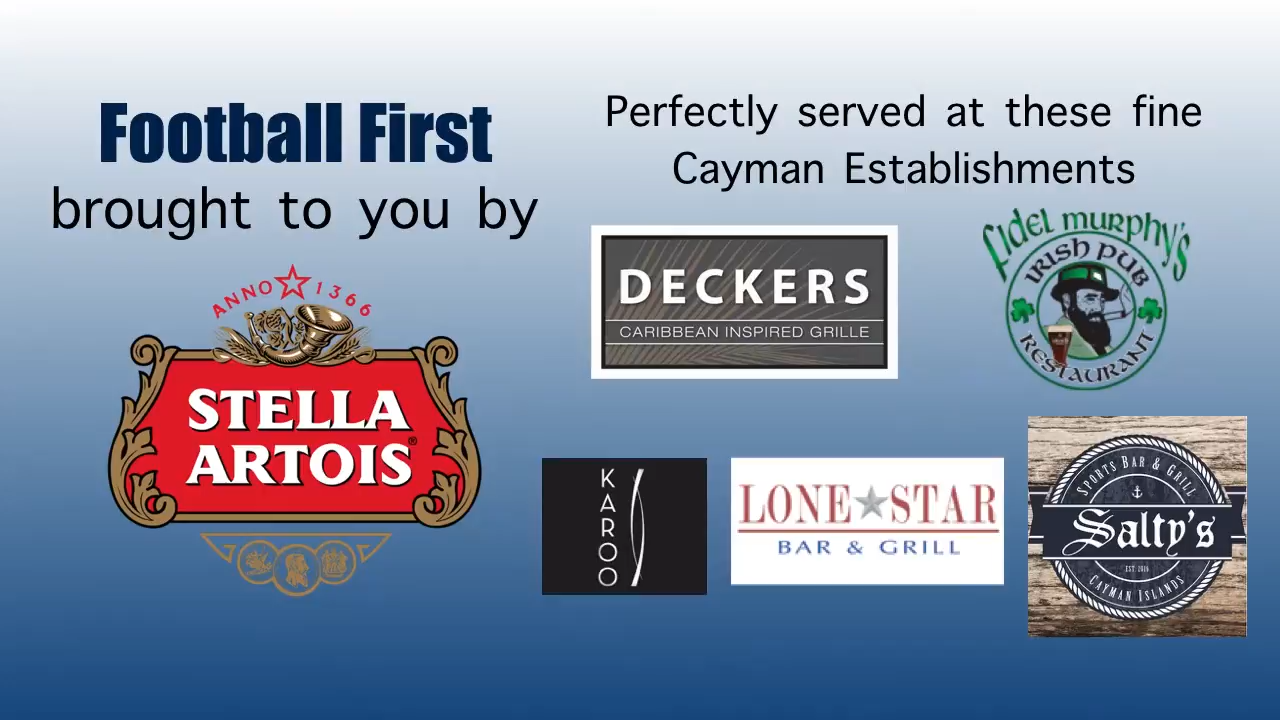 Football First
brought to you by
ANNO 1366
STELLA
ARTOIS®
Perfectly served at these fine
Cayman Establishments
DECKERS
CARIBBEAN INSPIRED GRILLE
fidel murphy's
IRISH PUB
RESTAURANT
KAROO
LONE STAR
BAR & GRILL
SPORTS BAR & GRILL
Salty's
EST. 2016
CAYMAN ISLANDS